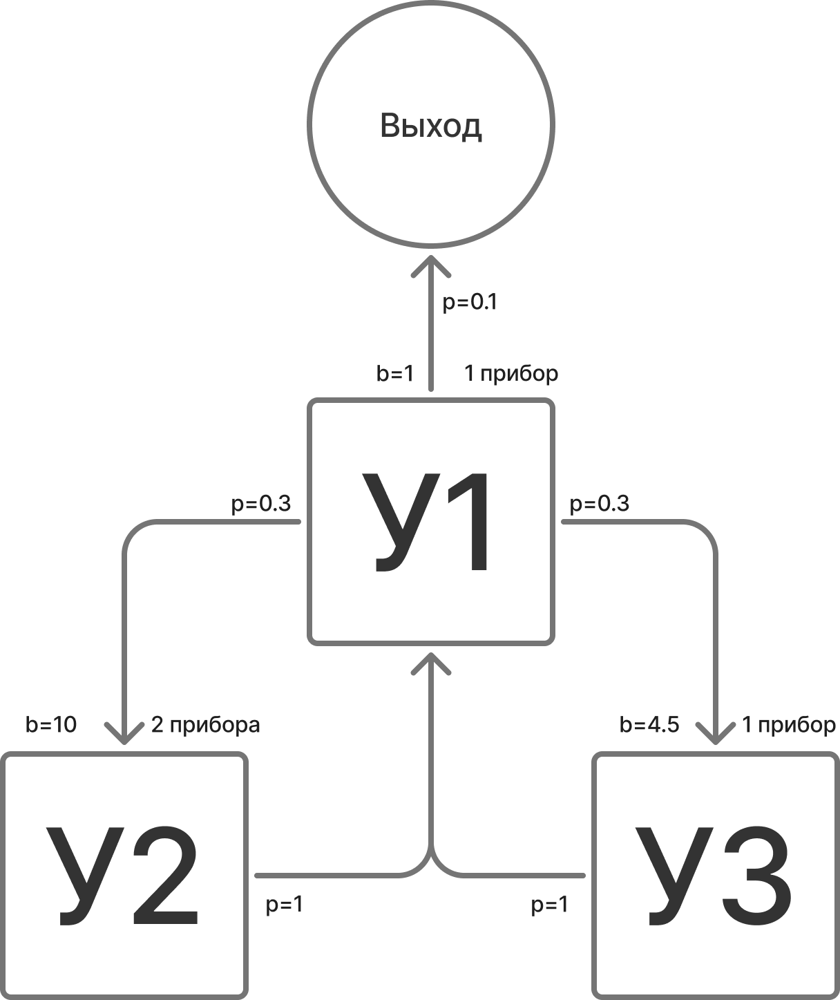 Выход
p=0.1
b=1
1 прибор
У1
p=0.3
p=0.3
b=10
2 прибора
b=4.5
1 прибор
У2
У3
p=1
p=1